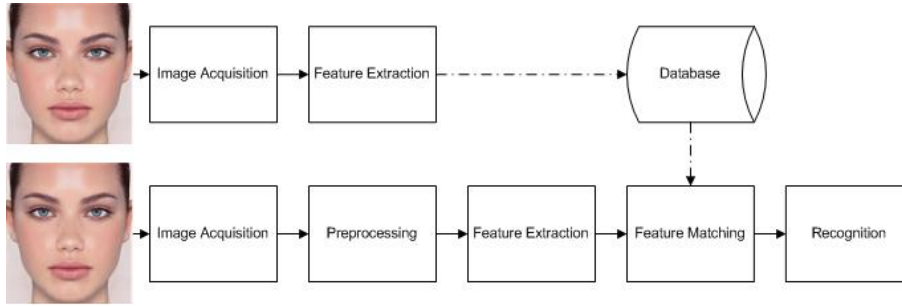 Image Acquisition
Feature Extraction
Database
Image Acquisition
Preprocessing
Feature Extraction
Feature Matching
Recognition